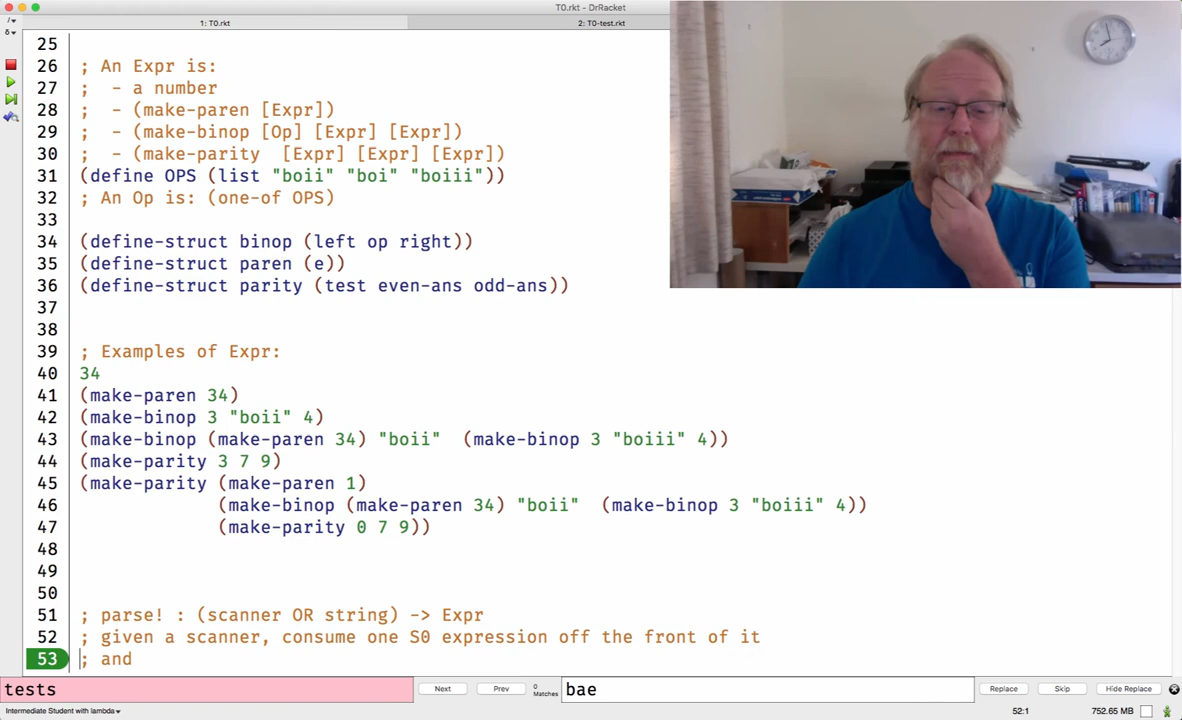 T0.rkt - DrRacket
1: T0.rkt
2: T0-test.rkt
25
26 ; An Expr is:
27 ;  - a number
28 ;  - (make-paren [Expr])
29 ;  - (make-binop [Op] [Expr] [Expr])
30 ;  - (make-parity  [Expr] [Expr] [Expr])
31 (define OPS (list "boii" "boi" "boiii"))
32 ; An Op is: (one-of OPS)
33
34 (define-struct binop (left op right))
35 (define-struct paren (e))
36 (define-struct parity (test even-ans odd-ans))
37
38
39 ; Examples of Expr:
40 34
41 (make-paren 34)
42 (make-binop 3 "boii" 4)
43 (make-binop (make-paren 34) "boii"  (make-binop 3 "boiii" 4))
44 (make-parity 3 7 9)
45 (make-parity (make-paren 1)
46              (make-binop (make-paren 34) "boii"  (make-binop 3 "boiii" 4))
47              (make-parity 0 7 9))
48
49
50
51 ; parse! : (scanner OR string) -> Expr
52 ; given a scanner, consume one S0 expression off the front of it
53 ; and
tests Next Prev 0 Matches bae Replace Skip Hide Replace
Intermediate Student with lambda 52:1 752.65 MB